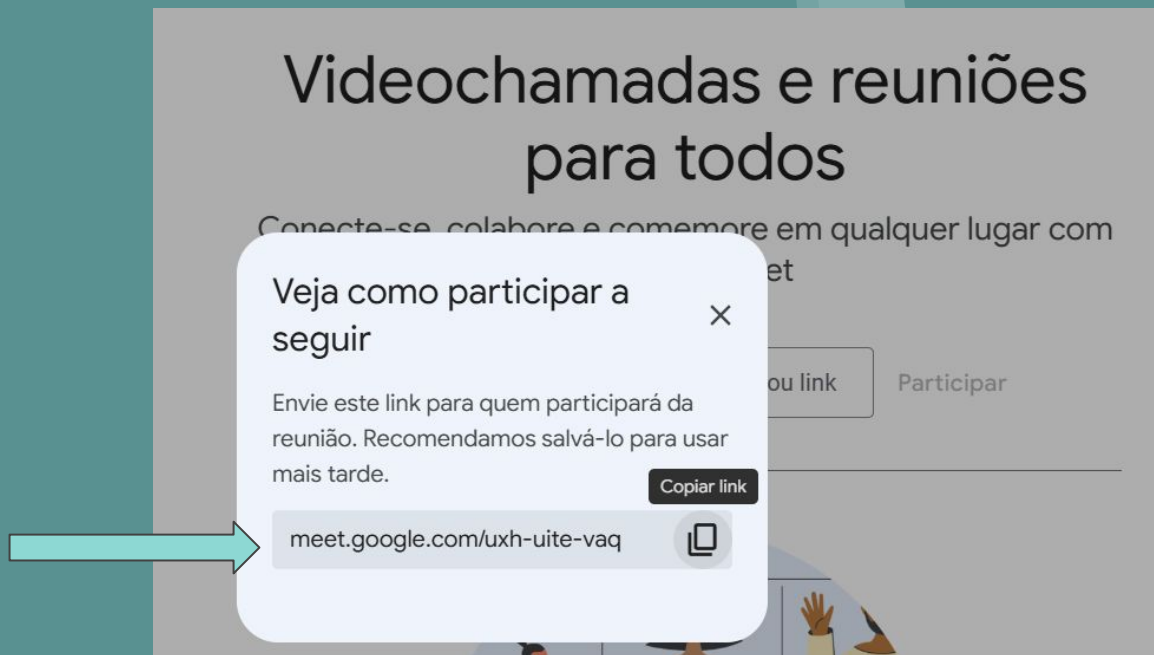 Videochamadas e reuniões
para todos
Conecte-se, colabore e comemore em qualquer lugar com
et
Veja como participar a
seguir
ou link
Participar
Envie este link para quem participará da
reunião. Recomendamos salvá-lo para usar
mais tarde.
Copiar link
meet.google.com/uxh-uite-vaq